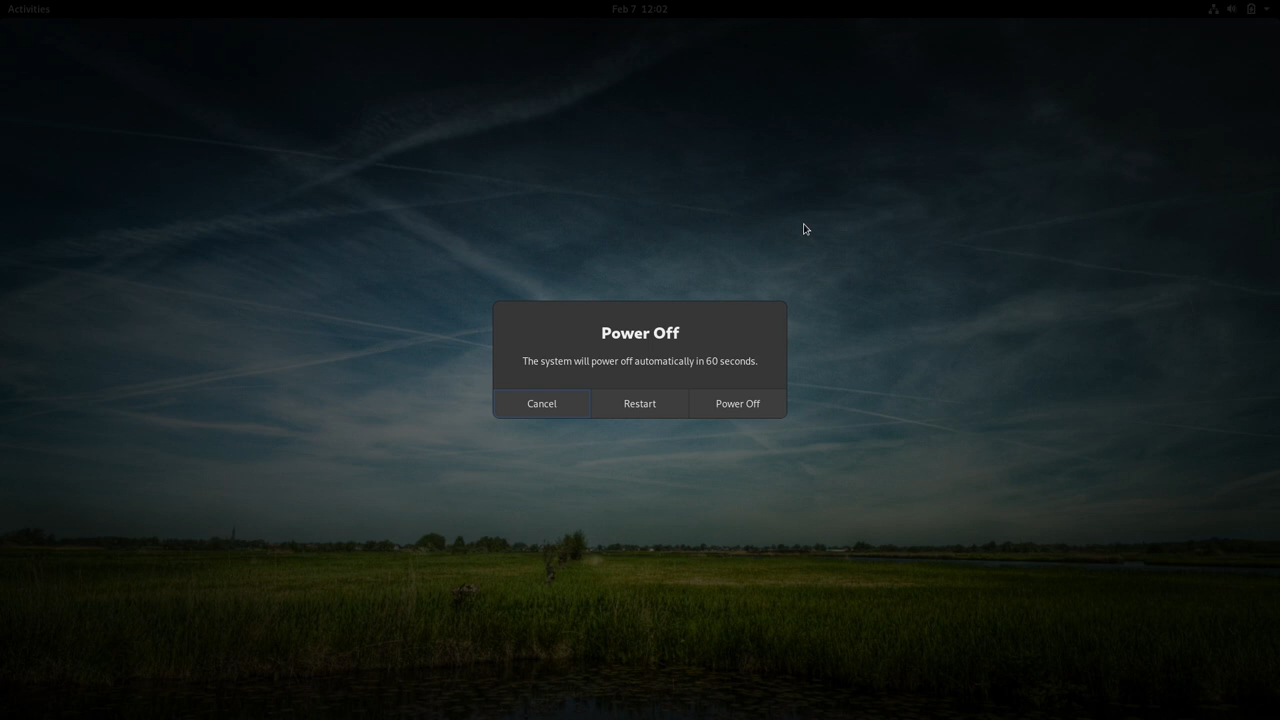 Activities
Feb 7 12:02
Power Off
The system will power off automatically in 60 seconds.
Cancel
Restart
Power Off